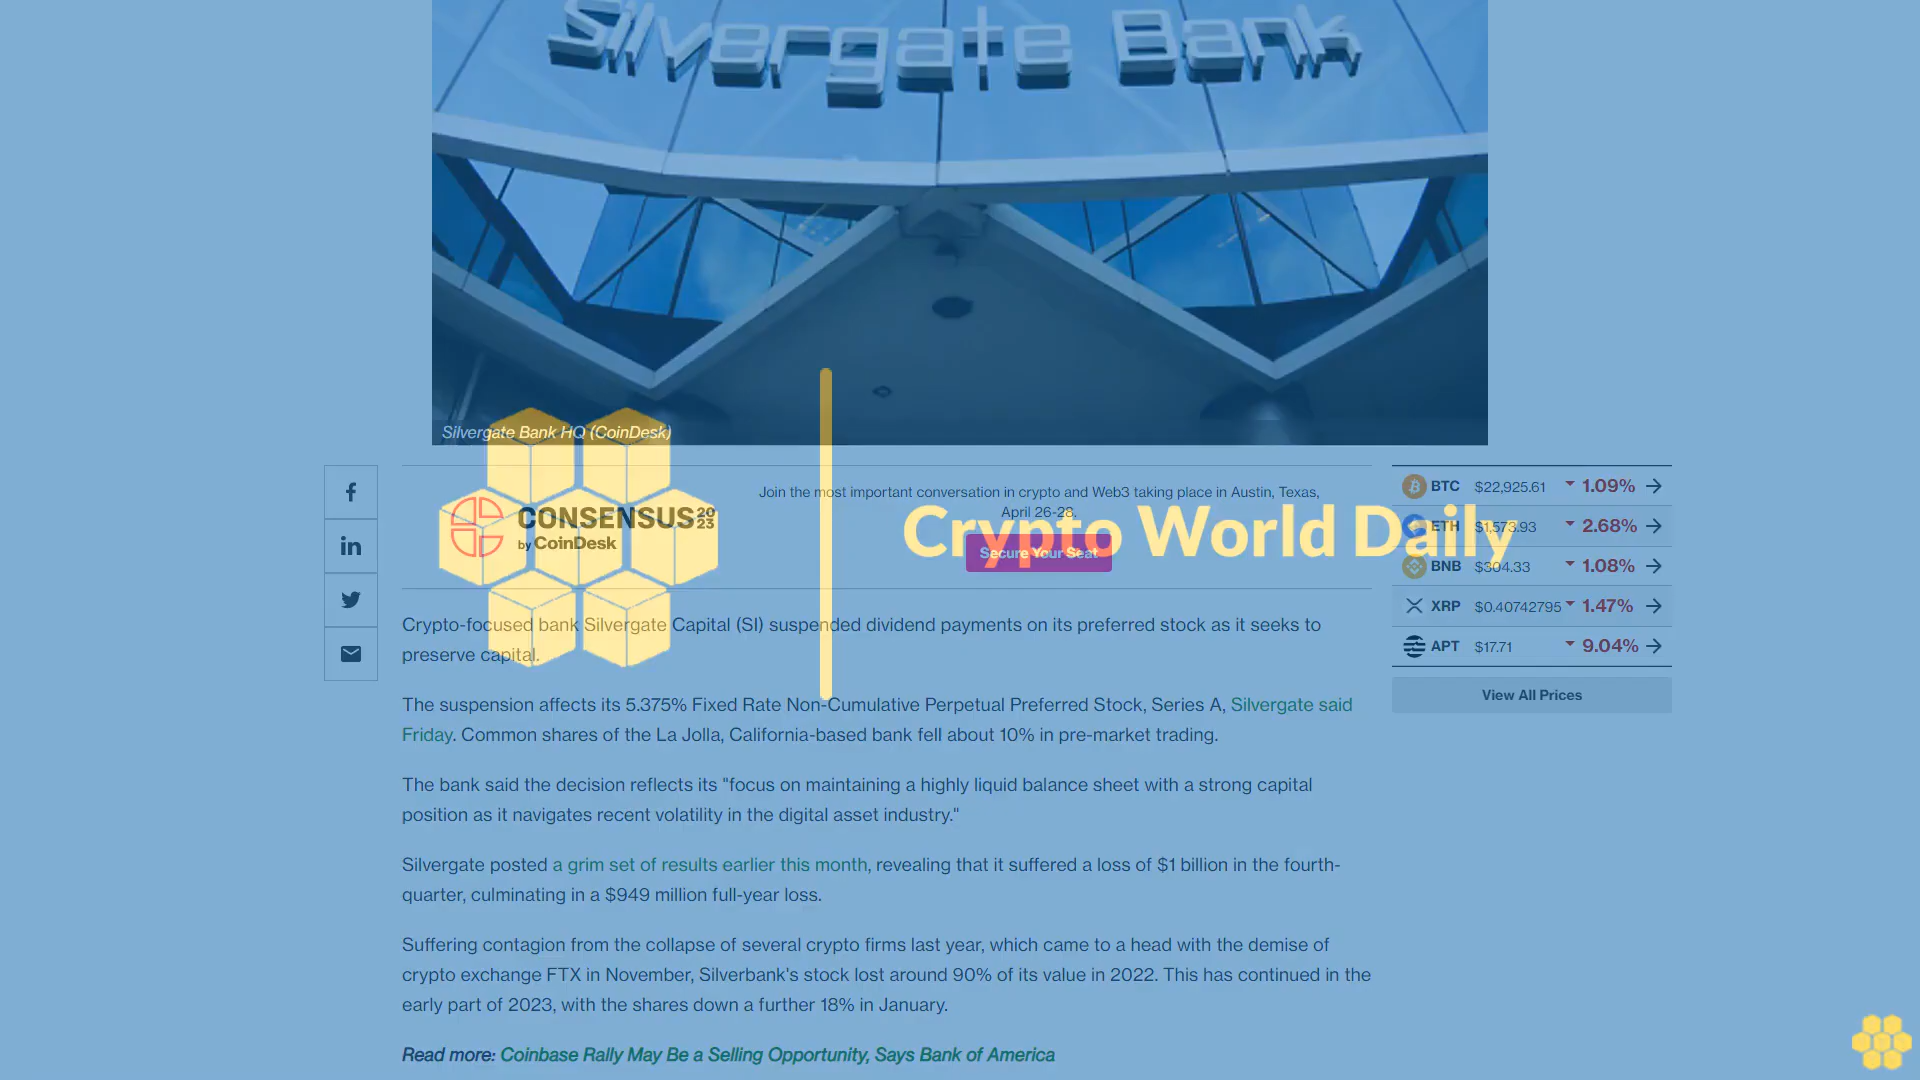 Silvergate Bank
Silvergate Bank HQ (CoinDesk)
CONSENSUS 2023
by CoinDesk
Join the most important conversation in crypto and Web3 taking place in Austin, Texas,
April 26-28.
Secure Your Seat
Crypto World Daily
BTC $22,925.61 1.09%
ETH $1,573.93 2.68%
BNB $304.33 1.08%
XRP $0.40742795 1.47%
APT $17.71 9.04%
View All Prices
Crypto-focused bank Silvergate Capital (SI) suspended dividend payments on its preferred stock as it seeks to
preserve capital.
The suspension affects its 5.375% Fixed Rate Non-Cumulative Perpetual Preferred Stock, Series A, Silvergate said
Friday. Common shares of the La Jolla, California-based bank fell about 10% in pre-market trading.
The bank said the decision reflects its "focus on maintaining a highly liquid balance sheet with a strong capital
position as it navigates recent volatility in the digital asset industry."
Silvergate posted a grim set of results earlier this month, revealing that it suffered a loss of $1 billion in the fourth-
quarter, culminating in a $949 million full-year loss.
Suffering contagion from the collapse of several crypto firms last year, which came to a head with the demise of
crypto exchange FTX in November, Silverbank's stock lost around 90% of its value in 2022. This has continued in the
early part of 2023, with the shares down a further 18% in January.
Read more: Coinbase Rally May Be a Selling Opportunity, Says Bank of America